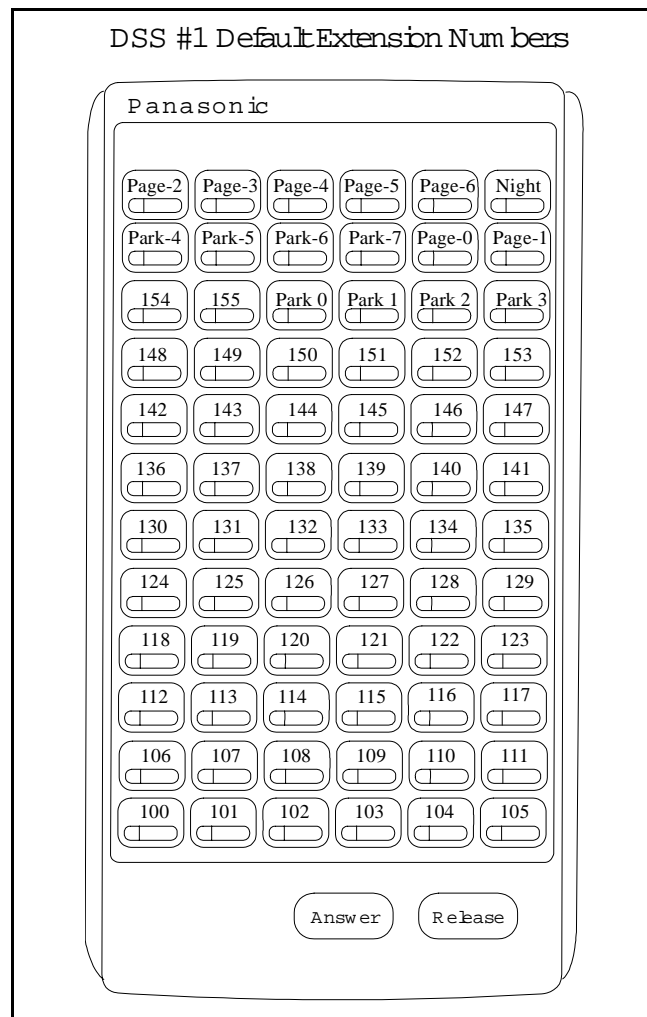 DSS #1 Default Extension Numbers
Panasonic
Page-2 Page-3 Page-4 Page-5 Page-6 Night
Park-4 Park-5 Park-6 Park-7 Page-0 Page-1
154 155 Park 0 Park 1 Park 2 Park 3
148 149 150 151 152 153
142 143 144 145 146 147
136 137 138 139 140 141
130 131 132 133 134 135
124 125 126 127 128 129
118 119 120 121 122 123
112 113 114 115 116 117
106 107 108 109 110 111
100 101 102 103 104 105
Answer Release